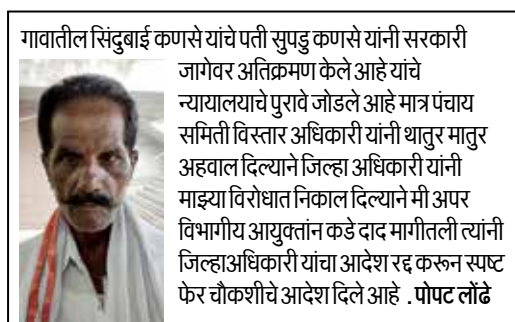 गावातील सिंदुबाई कणसे यांचे पती सुपडु कणसे यांनी सरकारी
जागेवर अतिक्रमण केले आहे यांचे
न्यायालयाचे पुरावे जोडले आहे मात्र पंचाय
समिती विस्तार अधिकारी यांनी थातुर मातुर
अहवाल दिल्याने जिल्हा अधिकारी यांनी
माझ्या विरोधात निकाल दिल्याने मी अपर
विभागीय आयुक्तांन कडे दाद मागीतली त्यांनी
जिल्हाअधिकारी यांचा आदेश रद्द करून स्पष्ट
फेर चौकशीचे आदेश दिले आहे . पोपट लोंढे